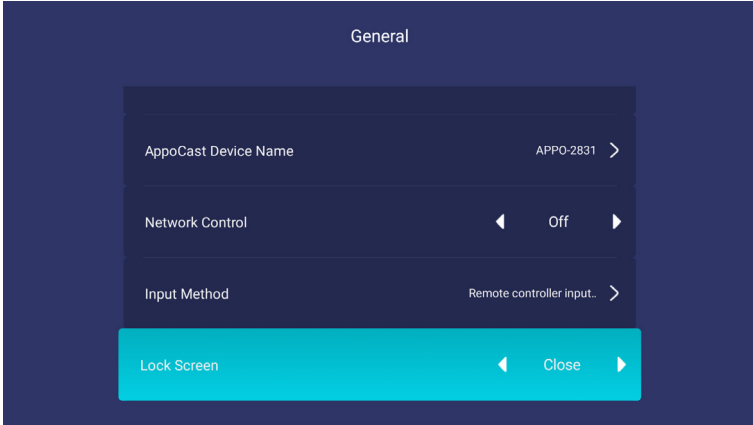 General
AppoCast Device Name
APPO-2831
Network Control
Off
Input Method
Remote controller input..
Lock Screen
Close